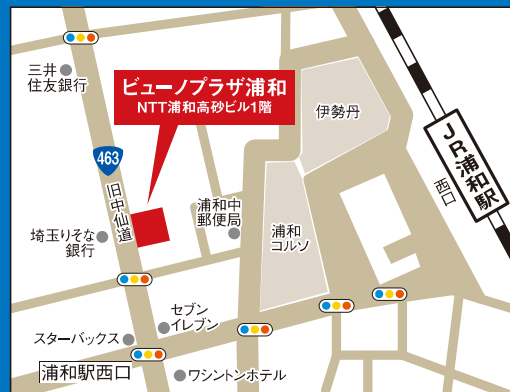 三井
住友銀行
ビューノプラザ浦和
NTT浦和高砂ビル1階
伊勢丹
JR浦和駅
西口
463
旧中仙道
浦和中
郵便局
浦和
コルソ
埼玉りそな
銀行
セブン
イレブン
スターバックス
浦和駅西口
ワシントンホテル